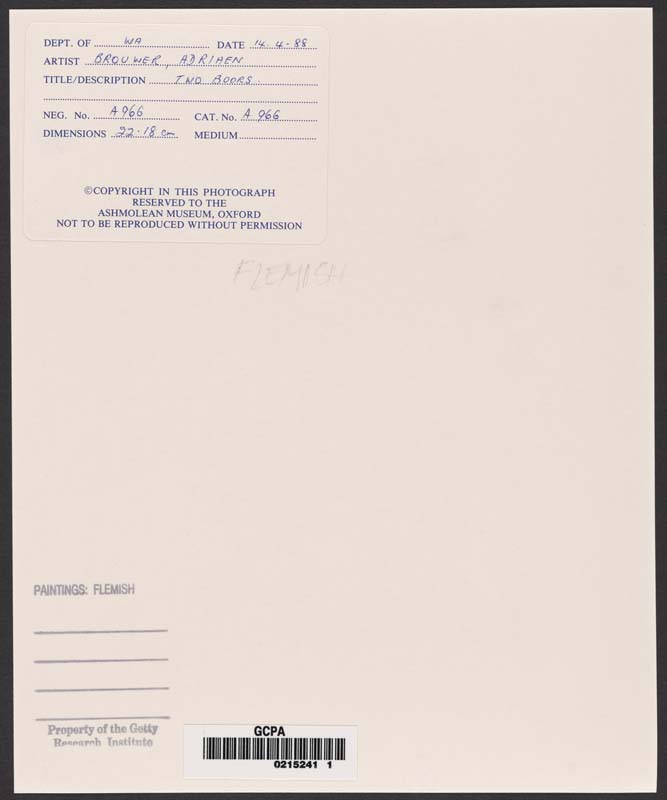 DEPT. OF WA DATE 14.4-88
ARTIST BROUWER, ADRIAEN
TITLE/DESCRIPTION TWO BOORS.
NEG. No. A966 CAT. No. A 966
DIMENSIONS 22·18 cm MEDIUM
©COPYRIGHT IN THIS PHOTOGRAPH
RESERVED TO THE
ASHMOLEAN MUSEUM, OXFORD
NOT TO BE REPRODUCED WITHOUT PERMISSION
FLEMISH
PAINTINGS: FLEMISH
Property of the Getty
Research Institute
GCPA
0215241 1